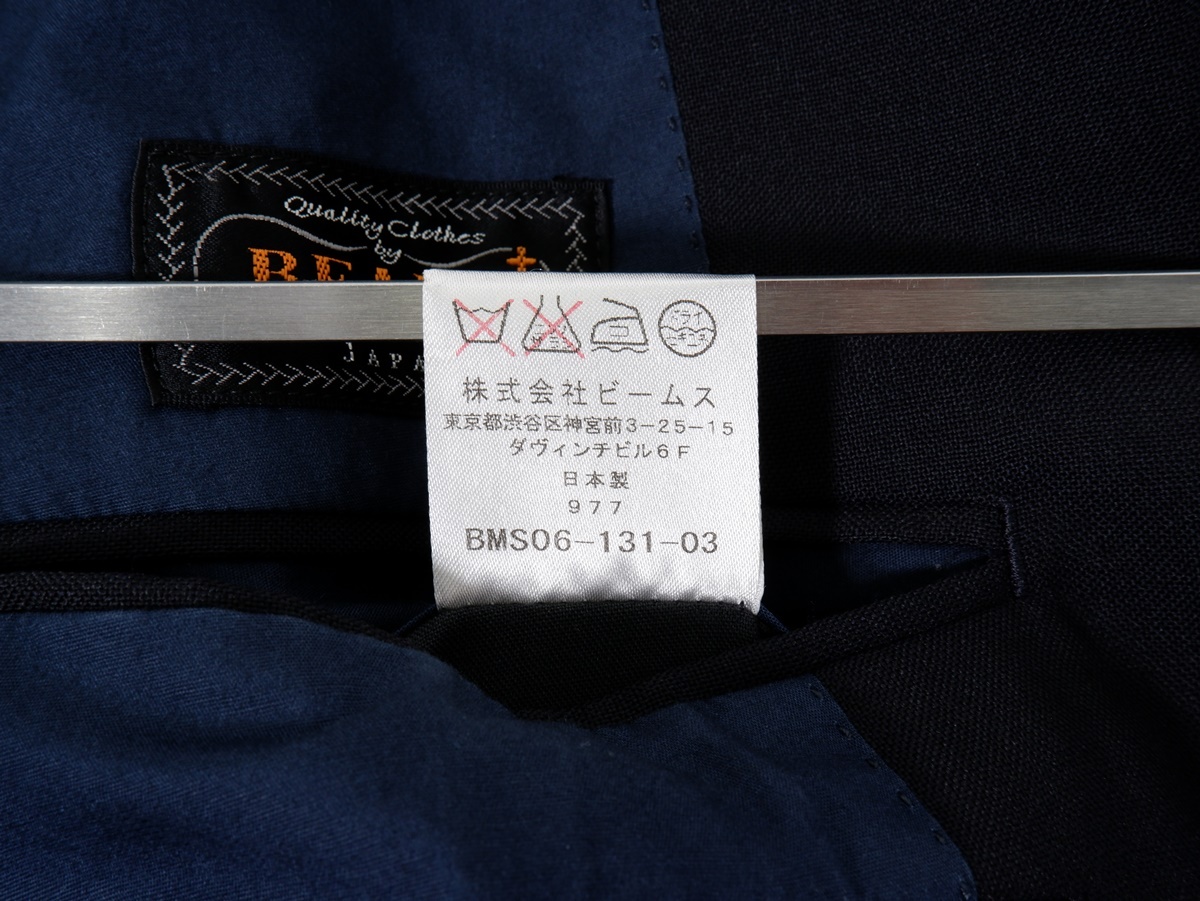 Quality Clothes
by
JAPA
株式会社ビームス
東京都渋谷区神宮前3-25-15
ダヴィンチビル6F
日本製
977
BMS06-131-03